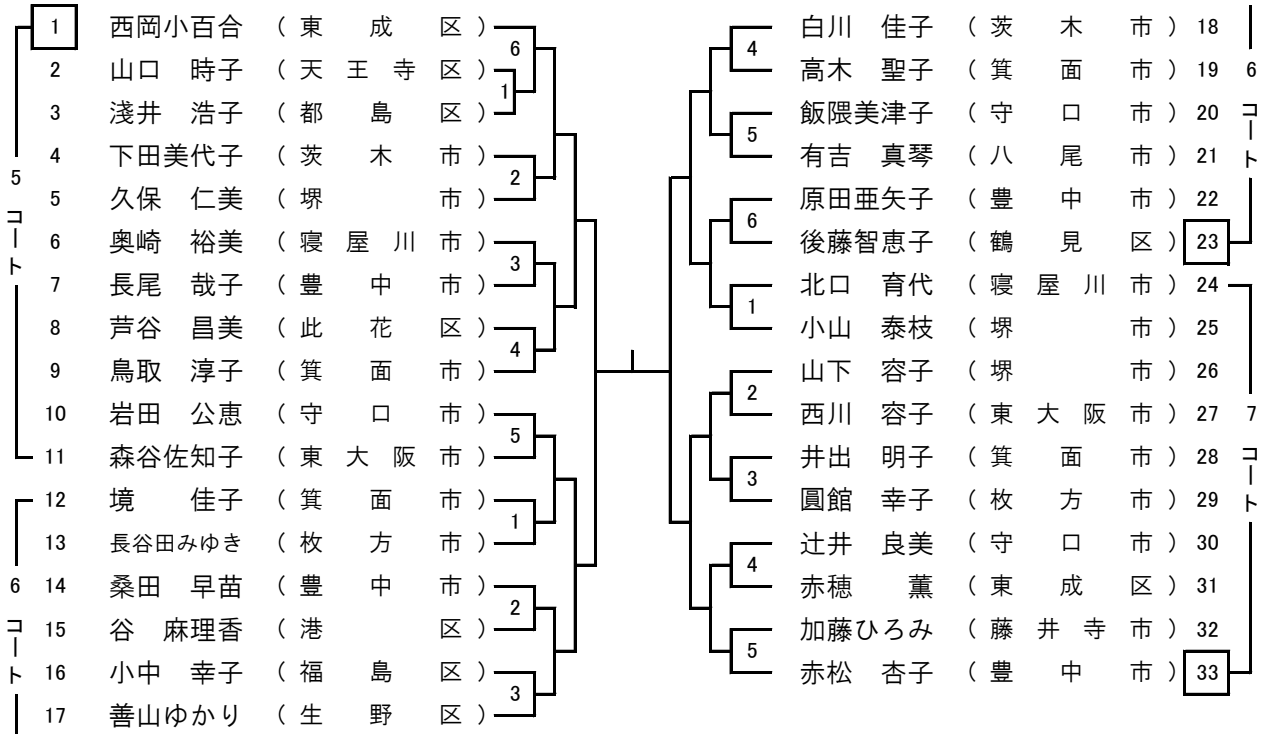 1 西岡小百合 (東成区)
6
2 山口 時子 (天王寺区)
1
3 淺井 浩子 (都島区)
4 下田美代子 (茨木市)
2
5 久保 仁美 (堺市)
6 奥崎 裕美 (寝屋川市)
3
7 長尾 哉子 (豊中市)
8 芦谷 昌美 (此花区)
4
9 鳥取 淳子 (箕面市)
10 岩田 公恵 (守口市)
5
11 森谷佐知子 (東大阪市)
5コート
12 境 佳子 (箕面市)
1
13 長谷田みゆき (枚方市)
14 桑田 早苗 (豊中市)
2
15 谷 麻理香 (港区)
16 小中 幸子 (福島区)
3
17 善山ゆかり (生野区)
6コート
白川 佳子 (茨木市) 18
4
高木 聖子 (箕面市) 19
飯隈美津子 (守口市) 20
5
有吉 真琴 (八尾市) 21
原田亜矢子 (豊中市) 22
6
後藤智恵子 (鶴見区) 23
6コート
北口 育代 (寝屋川市) 24
1
小山 泰枝 (堺市) 25
山下 容子 (堺市) 26
2
西川 容子 (東大阪市) 27
井出 明子 (箕面市) 28
3
圓館 幸子 (枚方市) 29
辻井 良美 (守口市) 30
4
赤穂 薫 (東成区) 31
加藤ひろみ (藤井寺市) 32
5
赤松 杏子 (豊中市) 33
7コート